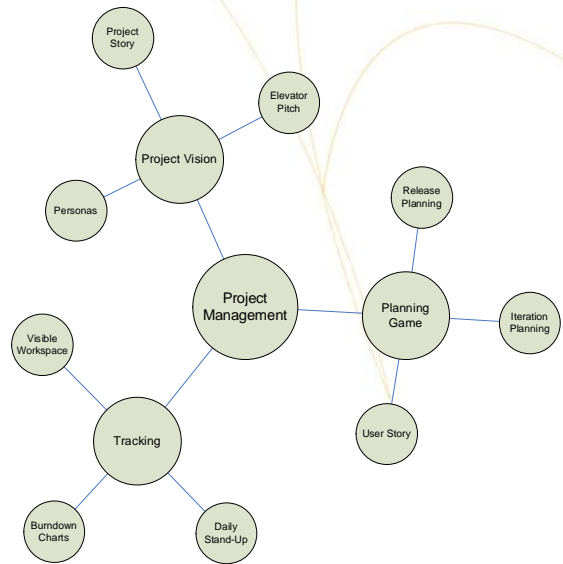 Project
Story
Elevator
Pitch
Project Vision
Personas
Release
Planning
Project
Management
Planning
Game
Iteration
Planning
Visible
Workspace
User Story
Tracking
Burndown
Charts
Daily
Stand-Up